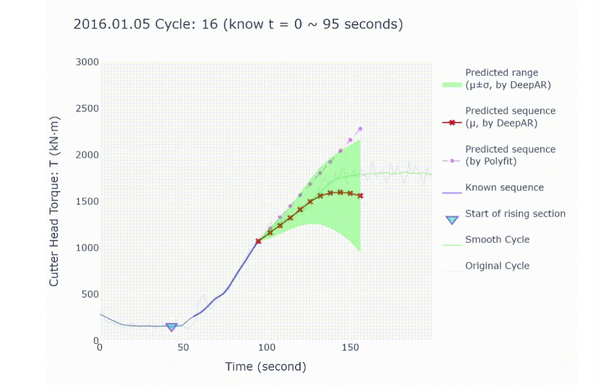 2016.01.05 Cycle: 16 (know t = 0 ~ 95 seconds)
3000
2500
2000
1500
1000
500
0
Cutter Head Torque: T (kN·m)
0
50
100
150
Time (second)
Predicted range
(μ±σ, by DeepAR)
Predicted sequence
(μ, by DeepAR)
Predicted sequence
(by Polyfit)
Known sequence
Start of rising section
Smooth Cycle
Original Cycle